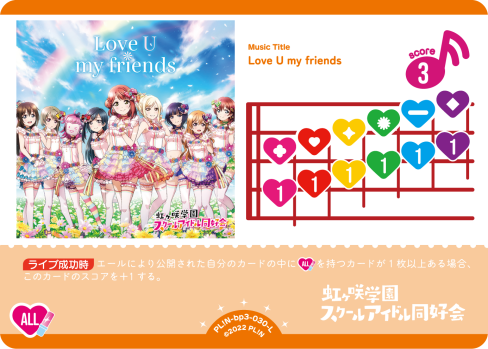 Love U
my friends
虹ヶ咲学園
スクールアイドル同好会
Music Title
Love U my friends
score
3
1 1 1 1 1 1
ライブ成功時 エールにより公開された自分のカードの中にALLを持つカードが1枚以上ある場合、
このカードのスコアを+1する。
ALL
虹ヶ咲学園
スクールアイドル同好会
PL!N-bp3-030-L
©2022 PL!N